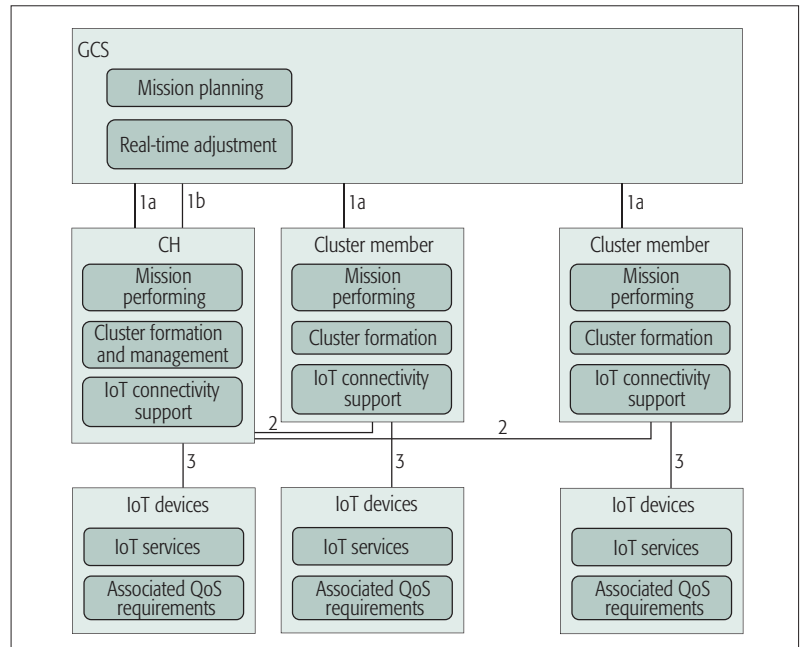 GCS
Mission planning
Real-time adjustment
1a
1b
1a
1a
CH
Mission
performing
Cluster formation
and management
IoT connectivity
support
Cluster member
Mission
performing
Cluster formation
IoT connectivity
support
Cluster member
Mission
performing
Cluster formation
IoT connectivity
support
2
2
3
3
3
IoT devices
IoT services
Associated QoS
requirements
IoT devices
IoT services
Associated QoS
requirements
IoT devices
IoT services
Associated QoS
requirements